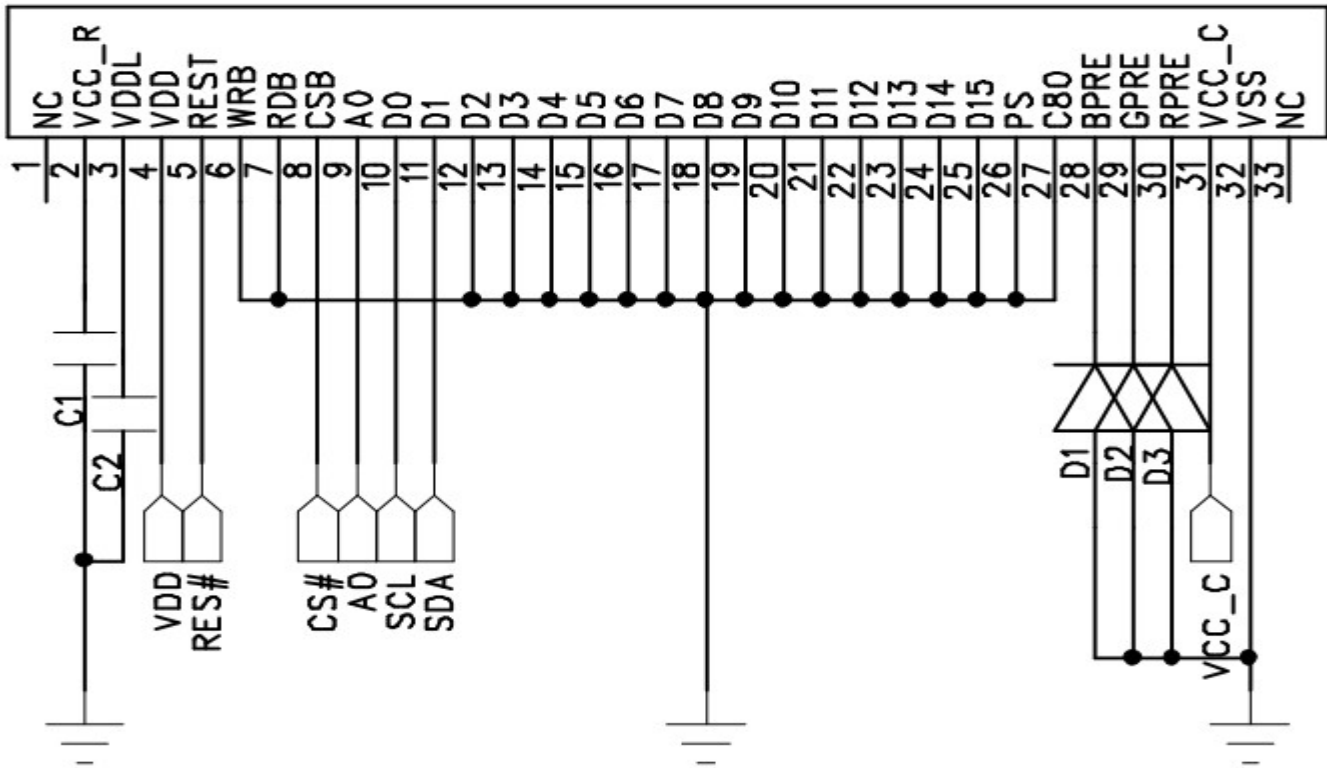 NC
VCC_R
VDDL
VDD
REST
WRB
RDB
CSB
A0
D0
D1
D2
D3
D4
D5
D6
D7
D8
D9
D10
D11
D12
D13
D14
D15
PS
C80
BPRE
GPRE
RPRE
VCC_C
VSS
NC
1
2
3
4
5
6
7
8
9
10
11
12
13
14
15
16
17
18
19
20
21
22
23
24
25
26
27
28
29
30
31
32
33
C1
C2
D1
D2
D3
VDD
RES#
CS#
A0
SCL
SDA
VCC_C